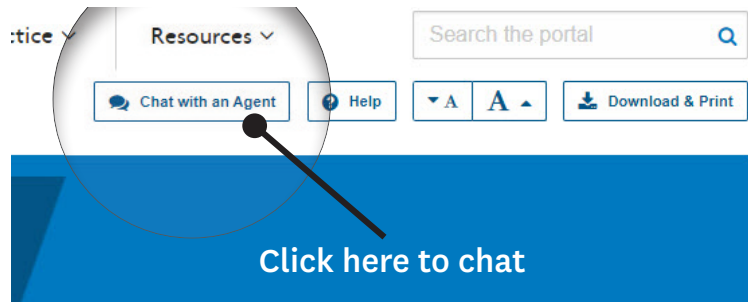 ctice Resources Search the portal
Chat with an Agent Help A A Download & Print
Click here to chat